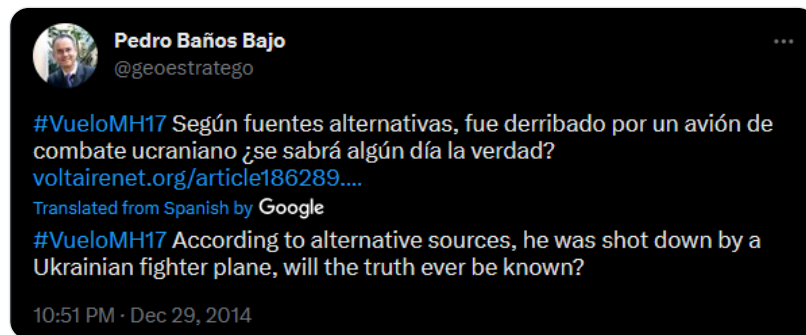 Pedro Baños Bajo
@geoestratego
#VueloMH17 Según fuentes alternativas, fue derribado por un avión de
combate ucraniano ¿se sabrá algún día la verdad?
voltairenet.org/article186289....
Translated from Spanish by Google
#VueloMH17 According to alternative sources, he was shot down by a
Ukrainian fighter plane, will the truth ever be known?
10:51 PM · Dec 29, 2014